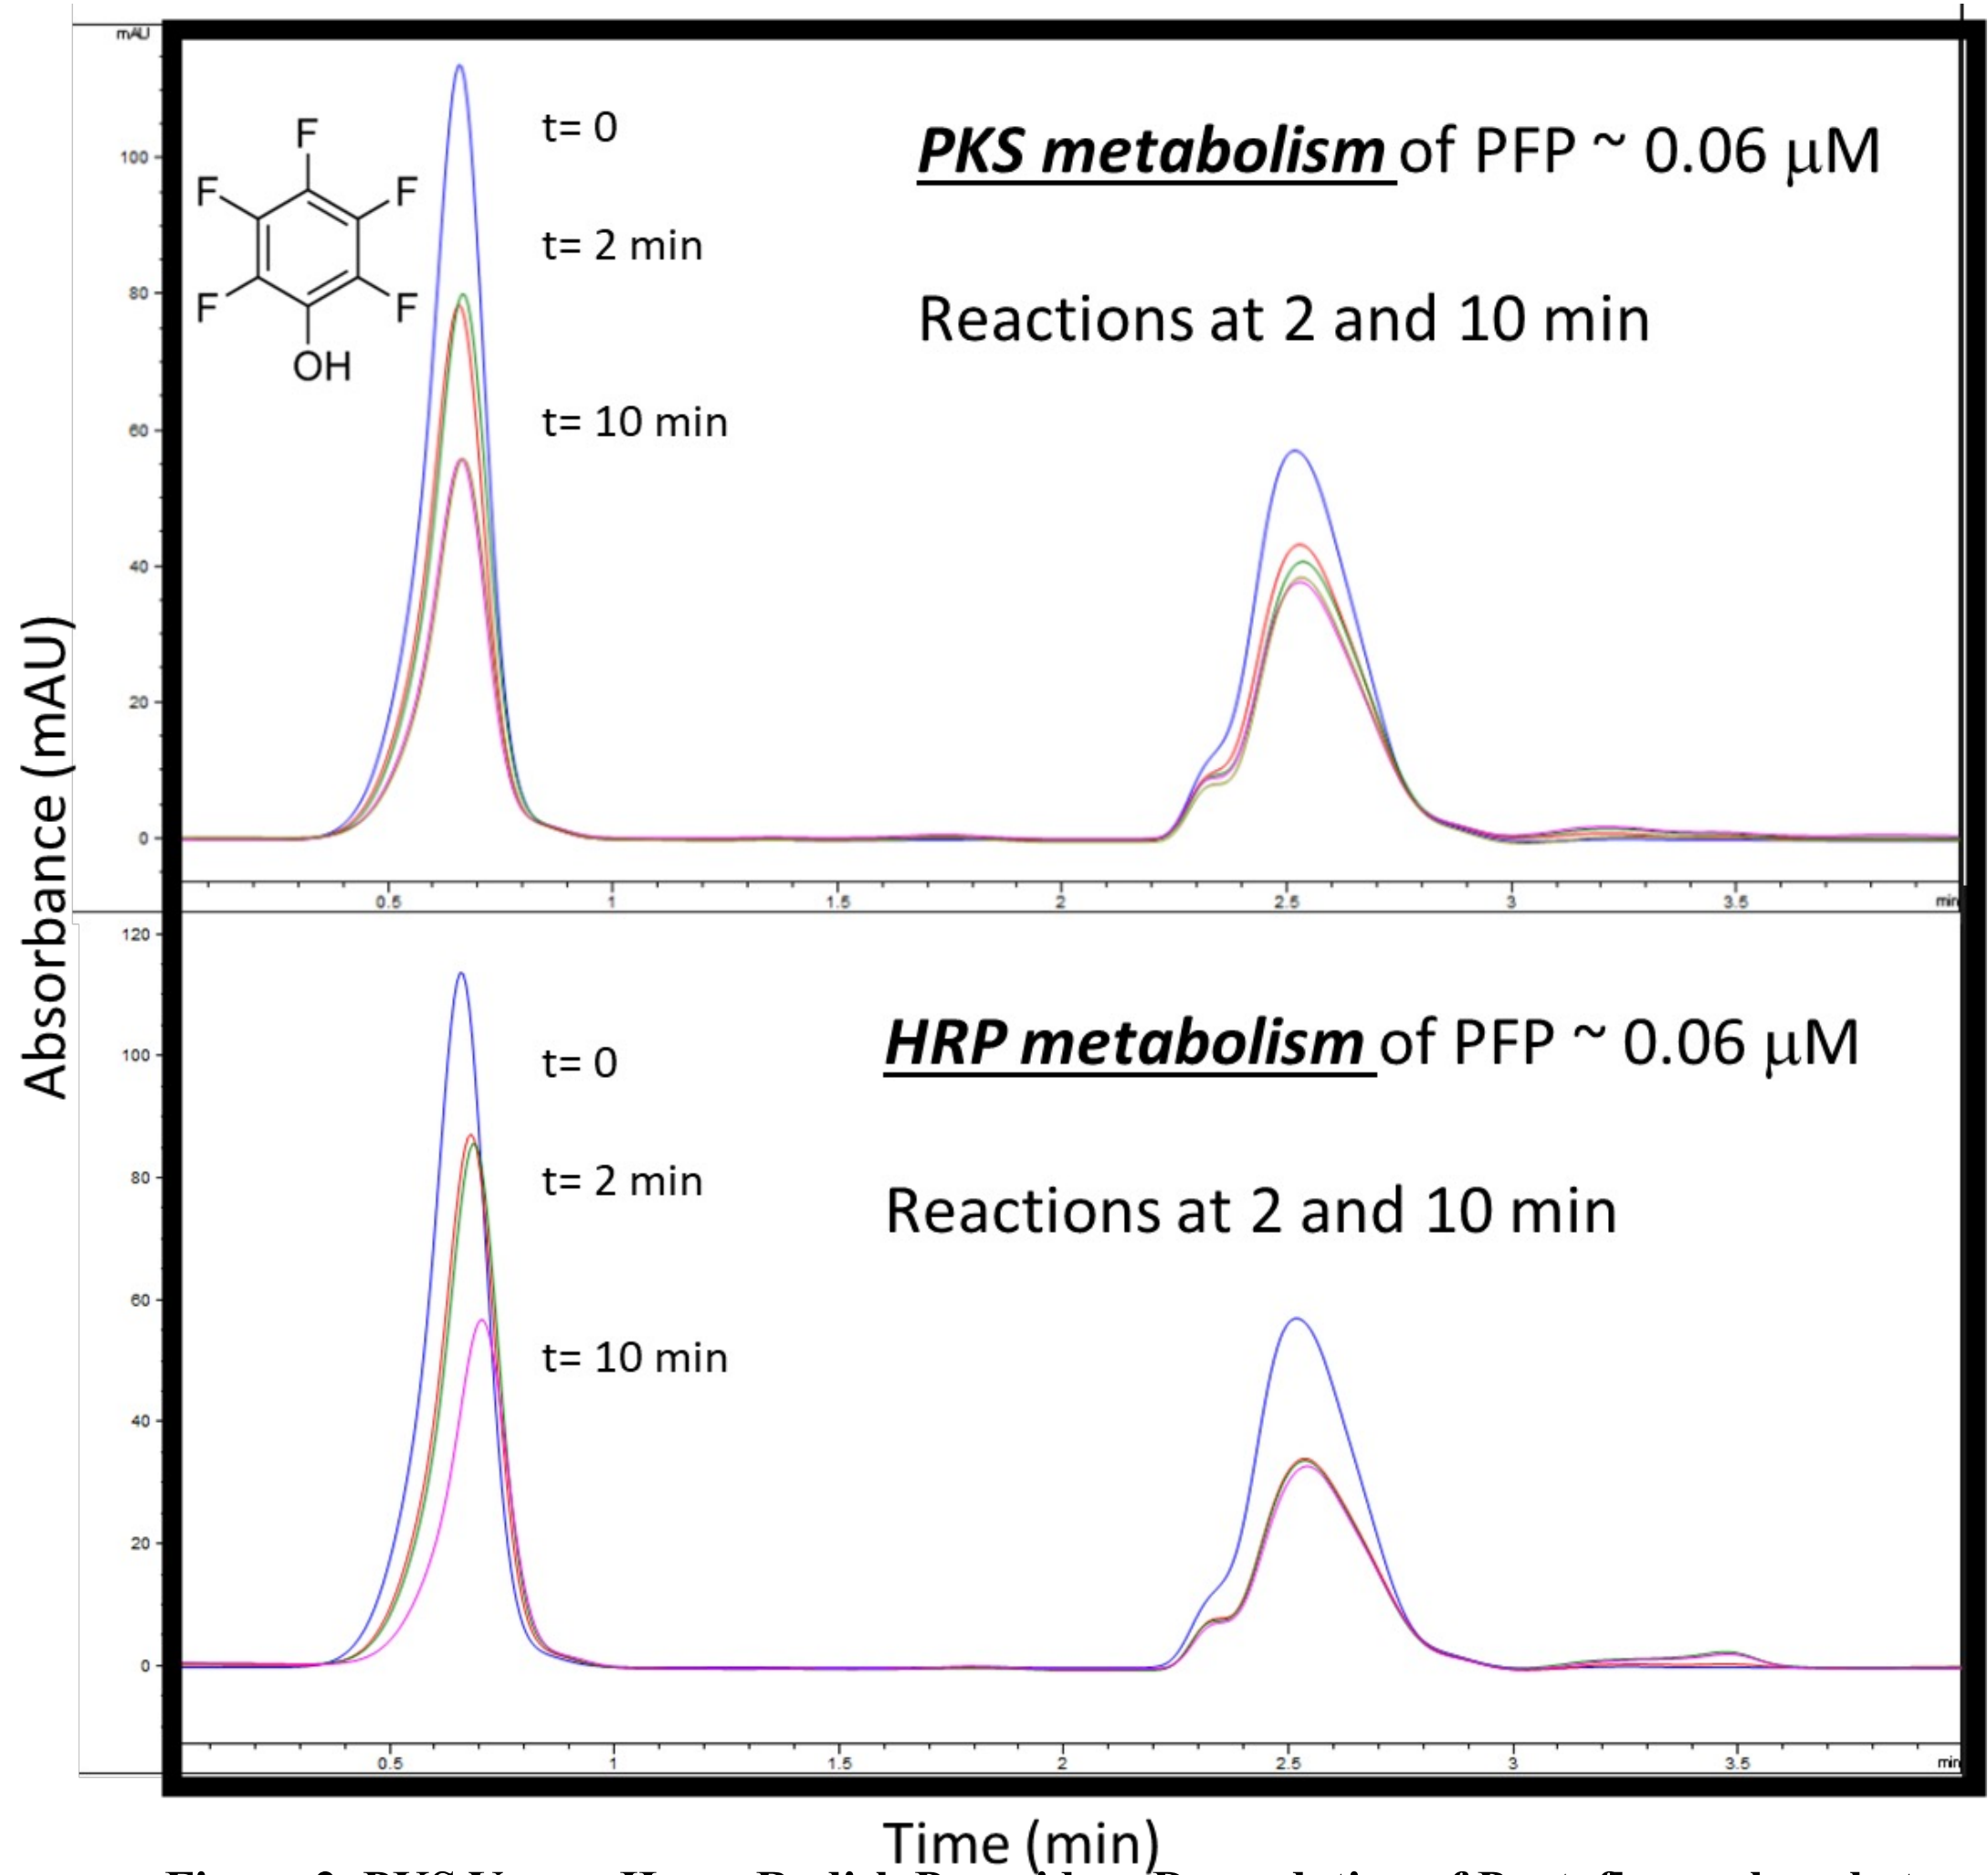 mAU
F
F
F
F
F
OH
t= 0
t= 2 min
t= 10 min
PKS metabolism of PFP ~ 0.06 μM
Reactions at 2 and 10 min
100
80
60
40
20
0
0.5 1 1.5 2 2.5 3 3.5 min
Absorbance (mAU)
120
100
80
60
40
20
0
t= 0
t= 2 min
t= 10 min
HRP metabolism of PFP ~ 0.06 μM
Reactions at 2 and 10 min
0.5 1 1.5 2 2.5 3 3.5 min
Time (min)